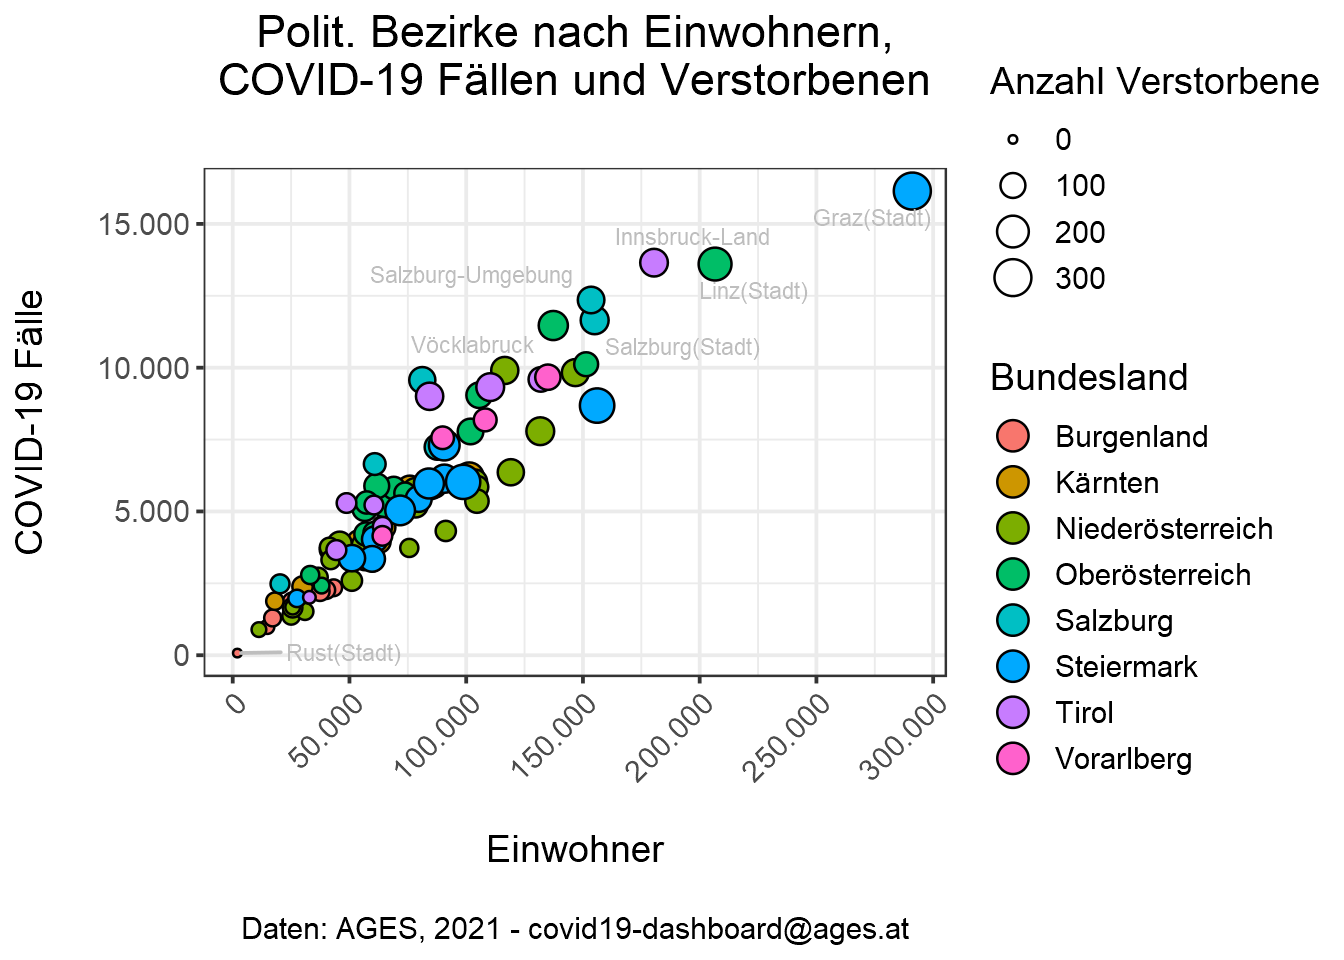 Polit. Bezirke nach Einwohnern,
COVID-19 Fällen und Verstorbenen
COVID-19 Fälle
15.000
10.000
5.000
0
Graz(Stadt)
Innsbruck-Land
Salzburg-Umgebung
Linz(Stadt)
Vöcklabruck
Salzburg(Stadt)
Rust(Stadt)
0
50.000
100.000
150.000
200.000
250.000
300.000
Einwohner
Anzahl Verstorbene
0
100
200
300
Bundesland
Burgenland
Kärnten
Niederösterreich
Oberösterreich
Salzburg
Steiermark
Tirol
Vorarlberg
Daten: AGES, 2021 - covid19-dashboard@ages.at